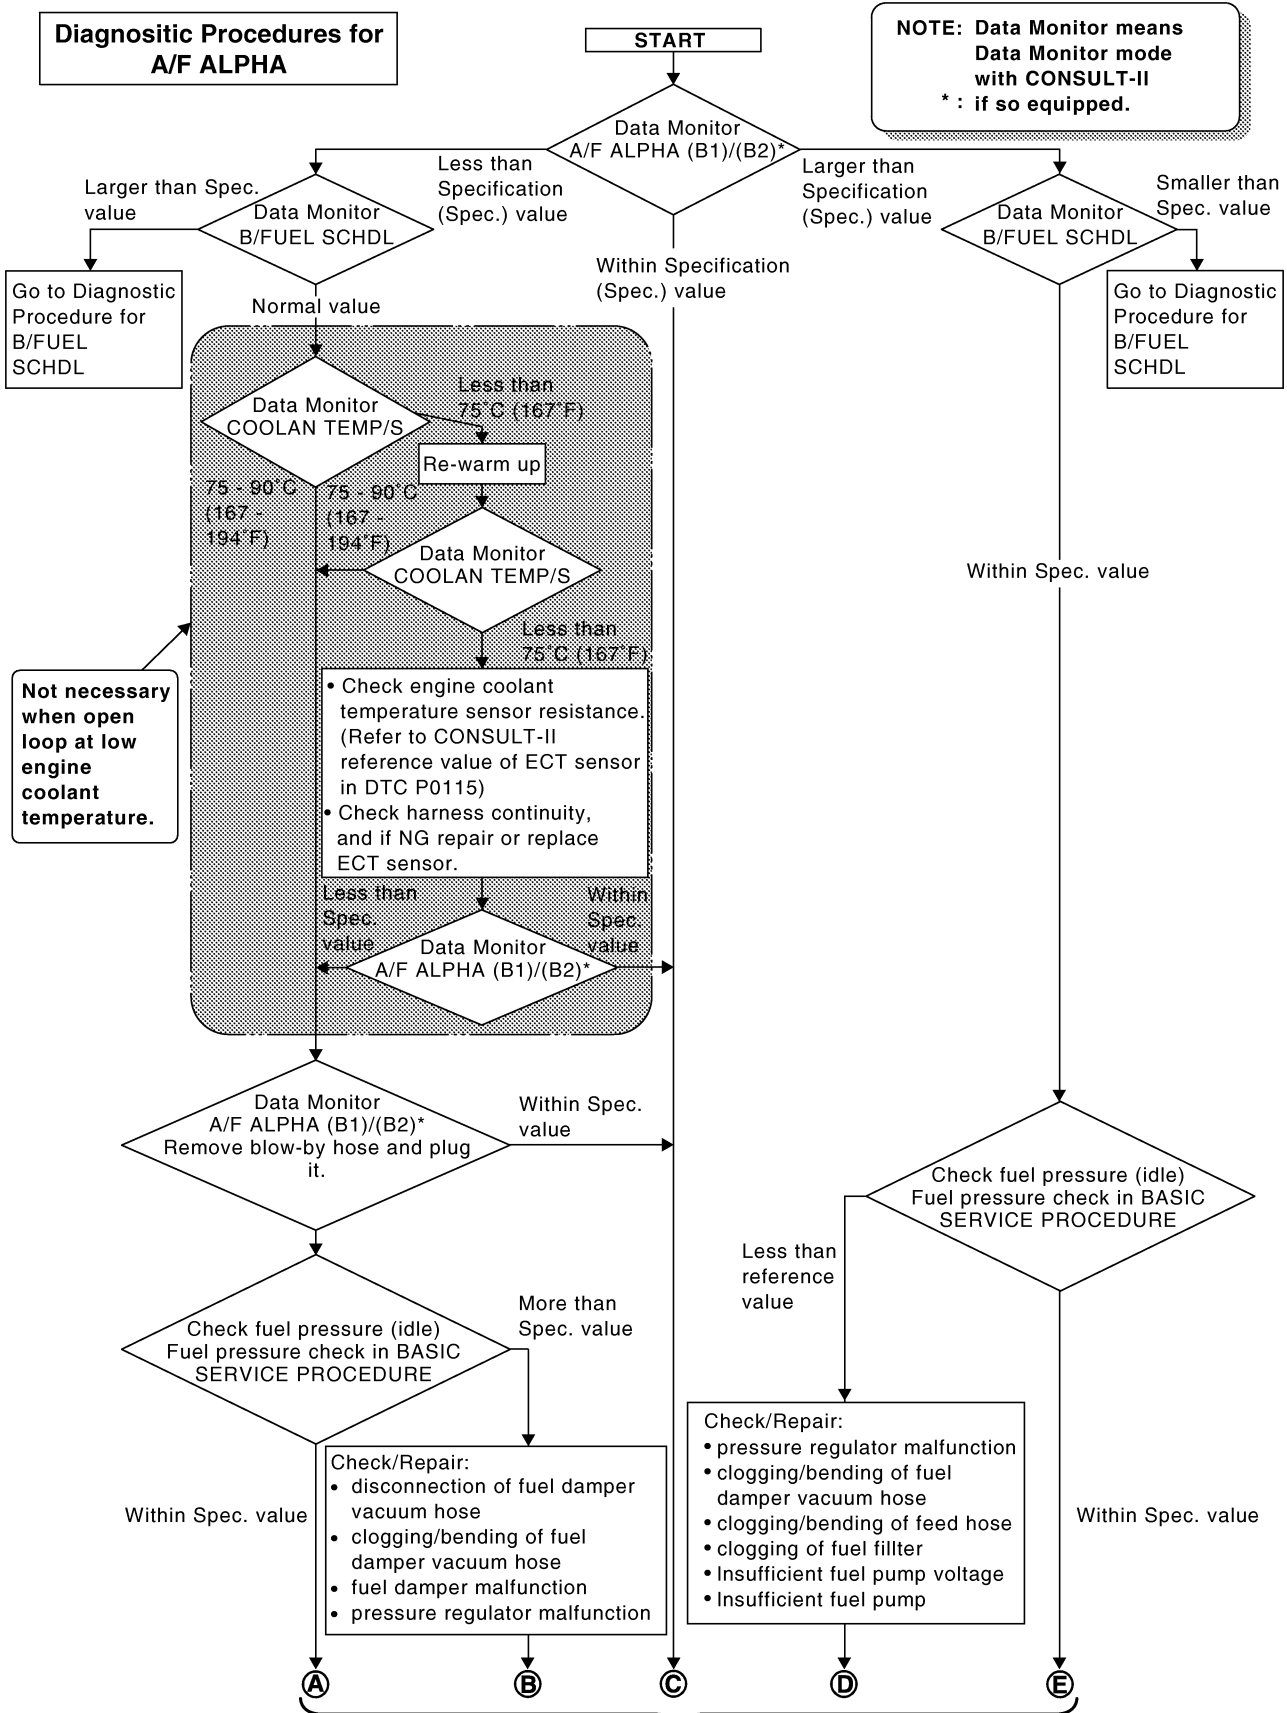 Diagnositic Procedures for
A/F ALPHA
START
NOTE: Data Monitor means
Data Monitor mode
with CONSULT-II
* : if so equipped.
Data Monitor
A/F ALPHA (B1)/(B2)*
Less than
Specification
(Spec.) value
Larger than
Specification
(Spec.) value
Larger than Spec.
value
Data Monitor
B/FUEL SCHDL
Data Monitor
B/FUEL SCHDL
Smaller than
Spec. value
Within Specification
(Spec.) value
Go to Diagnostic
Procedure for
B/FUEL
SCHDL
Normal value
Go to Diagnostic
Procedure for
B/FUEL
SCHDL
Data Monitor
COOLAN TEMP/S
Less than
75˚C (167˚F)
Re-warm up
75 - 90˚C
(167 -
194˚F)
75 - 90˚C
(167 -
194˚F)
Data Monitor
COOLAN TEMP/S
Within Spec. value
Less than
75˚C (167˚F)
Not necessary
when open
loop at low
engine
coolant
temperature.
• Check engine coolant
temperature sensor resistance.
(Refer to CONSULT-II
reference value of ECT sensor
in DTC P0115)
• Check harness continuity,
and if NG repair or replace
ECT sensor.
Less than
Spec.
value
Within
Spec.
value
Data Monitor
A/F ALPHA (B1)/(B2)*
Data Monitor
A/F ALPHA (B1)/(B2)*
Remove blow-by hose and plug
it.
Within Spec.
value
Check fuel pressure (idle)
Fuel pressure check in BASIC
SERVICE PROCEDURE
Less than
reference
value
Check fuel pressure (idle)
Fuel pressure check in BASIC
SERVICE PROCEDURE
More than
Spec. value
Within Spec. value
Check/Repair:
• disconnection of fuel damper
vacuum hose
• clogging/bending of fuel
damper vacuum hose
• fuel damper malfunction
• pressure regulator malfunction
Check/Repair:
• pressure regulator malfunction
• clogging/bending of fuel
damper vacuum hose
• clogging/bending of feed hose
• clogging of fuel fillter
• Insufficient fuel pump voltage
• Insufficient fuel pump
Within Spec. value
A
B
C
D
E